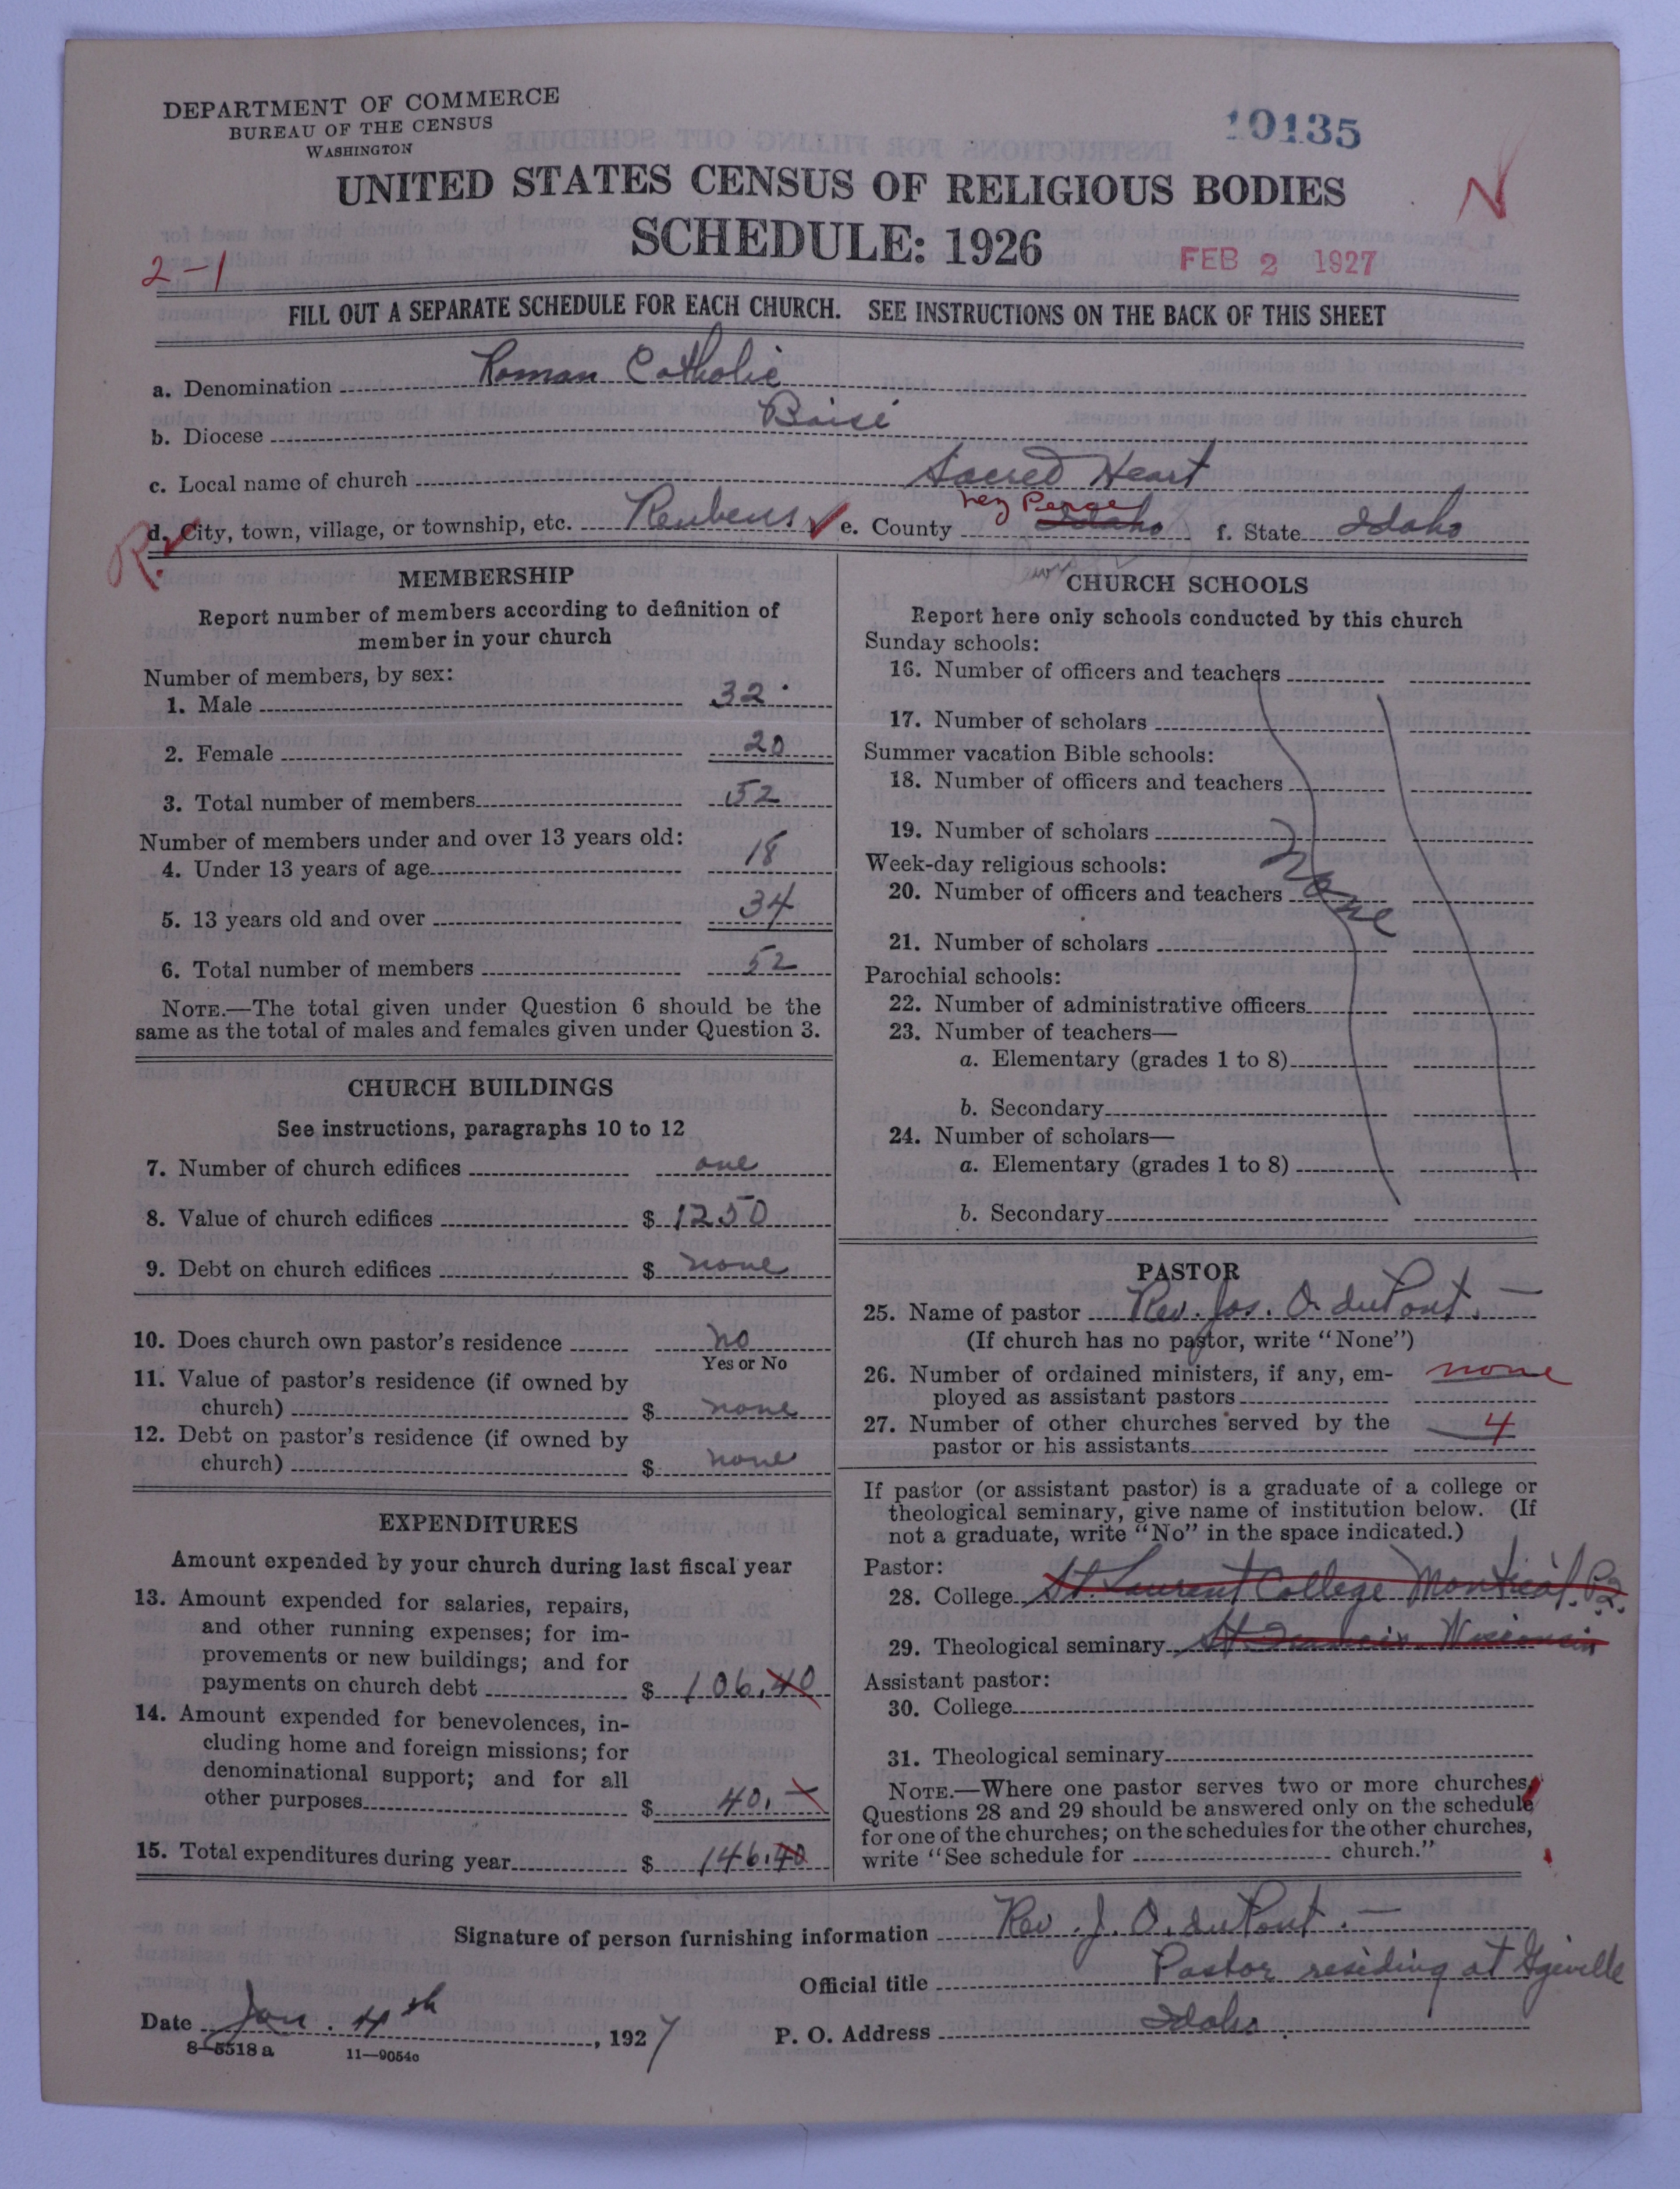 DEPARTMENT OF COMMERCE
BUREAU OF THE CENSUS
WASHINGTON
10135
UNITED STATES CENSUS OF RELIGIOUS BODIES
N
SCHEDULE: 1926
2-1
FEB 2 1927
FILL OUT A SEPARATE SCHEDULE FOR EACH CHURCH. SEE INSTRUCTIONS ON THE BACK OF THIS SHEET
a. Denomination Roman Catholic
b. Diocese Boise
c. Local name of church Sacred Heart
Nez Perce
R.
d. City, town, village, or township, etc. Reubens e. County Idaho f. State Idaho
MEMBERSHIP
Report number of members according to definition of
member in your church
Number of members, by sex:
1. Male 32
2. Female 20
3. Total number of members 52
Number of members under and over 13 years old:
4. Under 13 years of age 18
5. 13 years old and over 34
6. Total number of members 52
NOTE.—The total given under Question 6 should be the
same as the total of males and females given under Question 3.
CHURCH BUILDINGS
See instructions, paragraphs 10 to 12
7. Number of church edifices one
8. Value of church edifices $ 1250
9. Debt on church edifices $ none
10. Does church own pastor's residence no
Yes or No
11. Value of pastor's residence (if owned by
church) $ none
12. Debt on pastor's residence (if owned by
church) $ none
EXPENDITURES
Amount expended by your church during last fiscal year
13. Amount expended for salaries, repairs,
and other running expenses; for im-
provements or new buildings; and for
payments on church debt $ 106.40
14. Amount expended for benevolences, in-
cluding home and foreign missions; for
denominational support; and for all
other purposes $ 40.-
15. Total expenditures during year $ 146.40
CHURCH SCHOOLS
Report here only schools conducted by this church
Sunday schools:
16. Number of officers and teachers
17. Number of scholars
Summer vacation Bible schools:
18. Number of officers and teachers
19. Number of scholars
Week-day religious schools:
20. Number of officers and teachers None
21. Number of scholars
Parochial schools:
22. Number of administrative officers
23. Number of teachers—
a. Elementary (grades 1 to 8)
b. Secondary
24. Number of scholars—
a. Elementary (grades 1 to 8)
b. Secondary
PASTOR
25. Name of pastor Rev. Jos. O. duPont.—
(If church has no pastor, write "None")
26. Number of ordained ministers, if any, em- none
ployed as assistant pastors
27. Number of other churches served by the 4
pastor or his assistants
If pastor (or assistant pastor) is a graduate of a college or
theological seminary, give name of institution below. (If
not a graduate, write "No" in the space indicated.)
Pastor:
28. College St Laurent College Montreal. P2.
29. Theological seminary St Wisconsin
Assistant pastor:
30. College
31. Theological seminary
NOTE.—Where one pastor serves two or more churches,
Questions 28 and 29 should be answered only on the schedule
for one of the churches; on the schedules for the other churches,
write "See schedule for church."
Signature of person furnishing information Rev. J. O. duPont.—
Official title Pastor residing at
Date Jan. 4th, 1927 P. O. Address Idaho.
8-5518 a 11—9054c